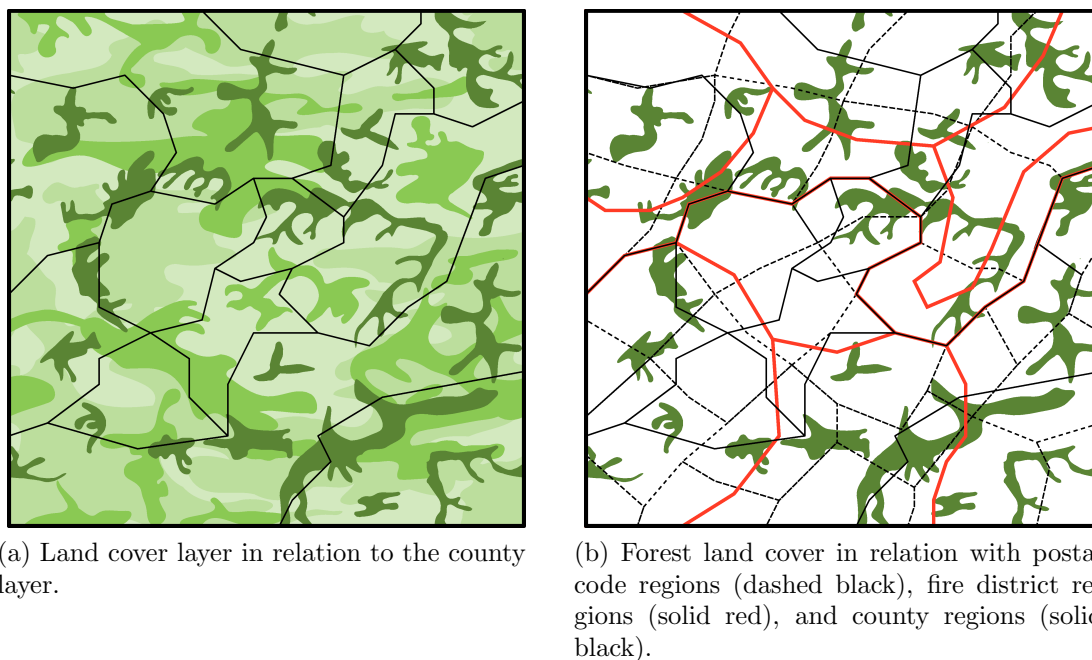 (a) Land cover layer in relation to the county
layer.
(b) Forest land cover in relation with posta
code regions (dashed black), fire district re
gions (solid red), and county regions (solid
black).